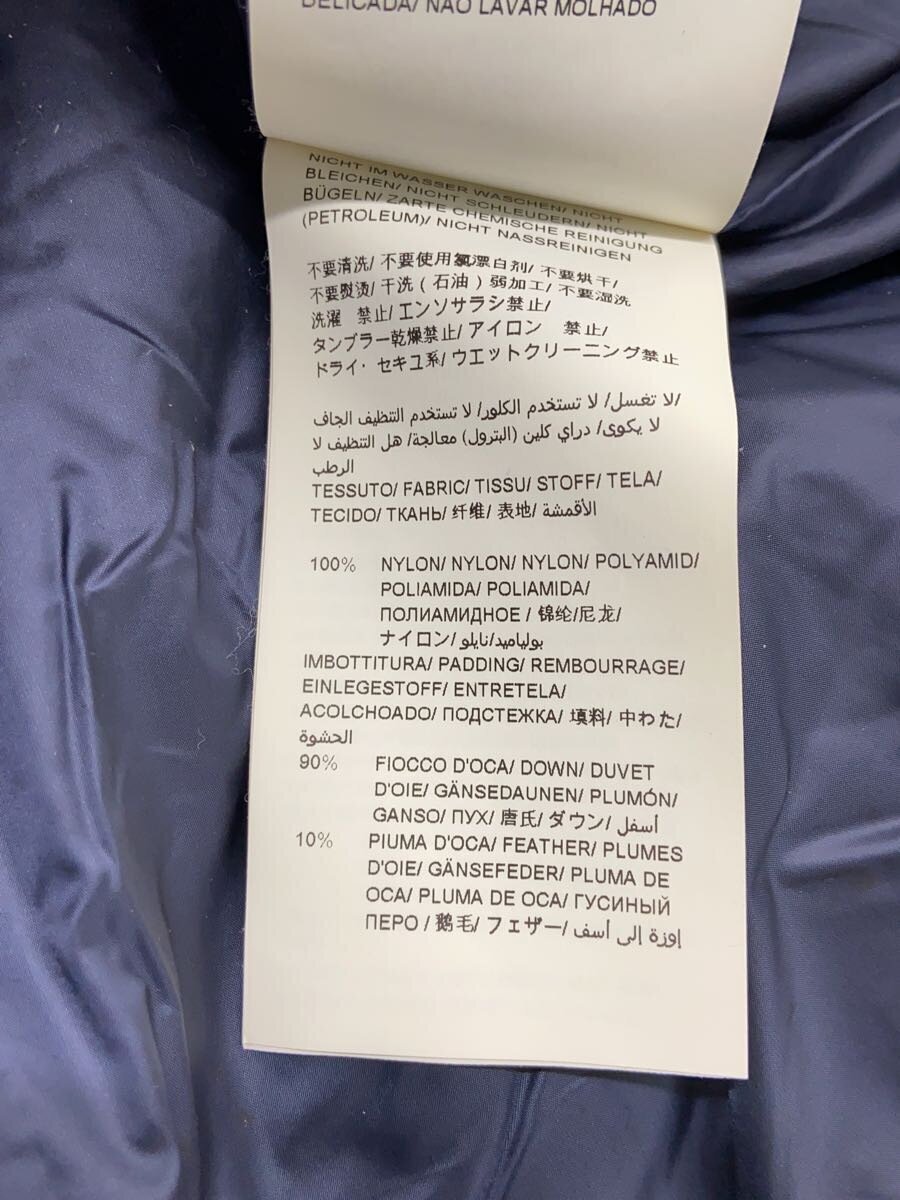 DELICADA/ NÃO LAVAR MOLHADO
NICHT IM WASSER WASCHEN/ NICHT
BLEICHEN/ NICHT SCHLEUDERN/ NICHT
BÜGELN/ ZARTE CHEMISCHE REINIGUNG
(PETROLEUM)/ NICHT NASSREINIGEN
不要清洗/ 不要使用氯漂白剂/ 不要烘干/
不要熨烫/ 干洗 ( 石油 ) 弱加工/ 不要湿洗
洗濯 禁止/ エンソサラシ禁止/
タンブラー乾燥禁止/ アイロン 禁止/
ドライ・セキユ系/ ウエットクリーニング禁止
لا تغسل/ لا تستخدم الكلور/ لا تستخدم التنظيف الجاف/
لا يكوى/ دراي كلين (البترول) معالجة/ هل التنظيف لا
الرطب
TESSUTO/ FABRIC/ TISSU/ STOFF/ TELA/
TECIDO/ ТКАНЬ/ 纤维/ 表地/ الأقمشة
100% NYLON/ NYLON/ NYLON/ POLYAMID/
POLIAMIDA/ POLIAMIDA/
ПОЛИАМИДНОЕ / 锦纶/尼龙/
ナイロン/ بولياميد/نايلو
IMBOTTITURA/ PADDING/ REMBOURRAGE/
EINLEGESTOFF/ ENTRETELA/
ACOLCHOADO/ ПОДСТЕЖКА/ 填料/ 中わた/
الحشوة
90% FIOCCO D'OCA/ DOWN/ DUVET
D'OIE/ GÄNSEDAUNEN/ PLUMÓN/
GANSO/ ПУХ/ 唐氏/ ダウン/ أسفل
10% PIUMA D'OCA/ FEATHER/ PLUMES
D'OIE/ GÄNSEFEDER/ PLUMA DE
OCA/ PLUMA DE OCA/ ГУСИНЫЙ
ПЕРО / 鹅毛/ フェザー/ إوزة إلى أسف